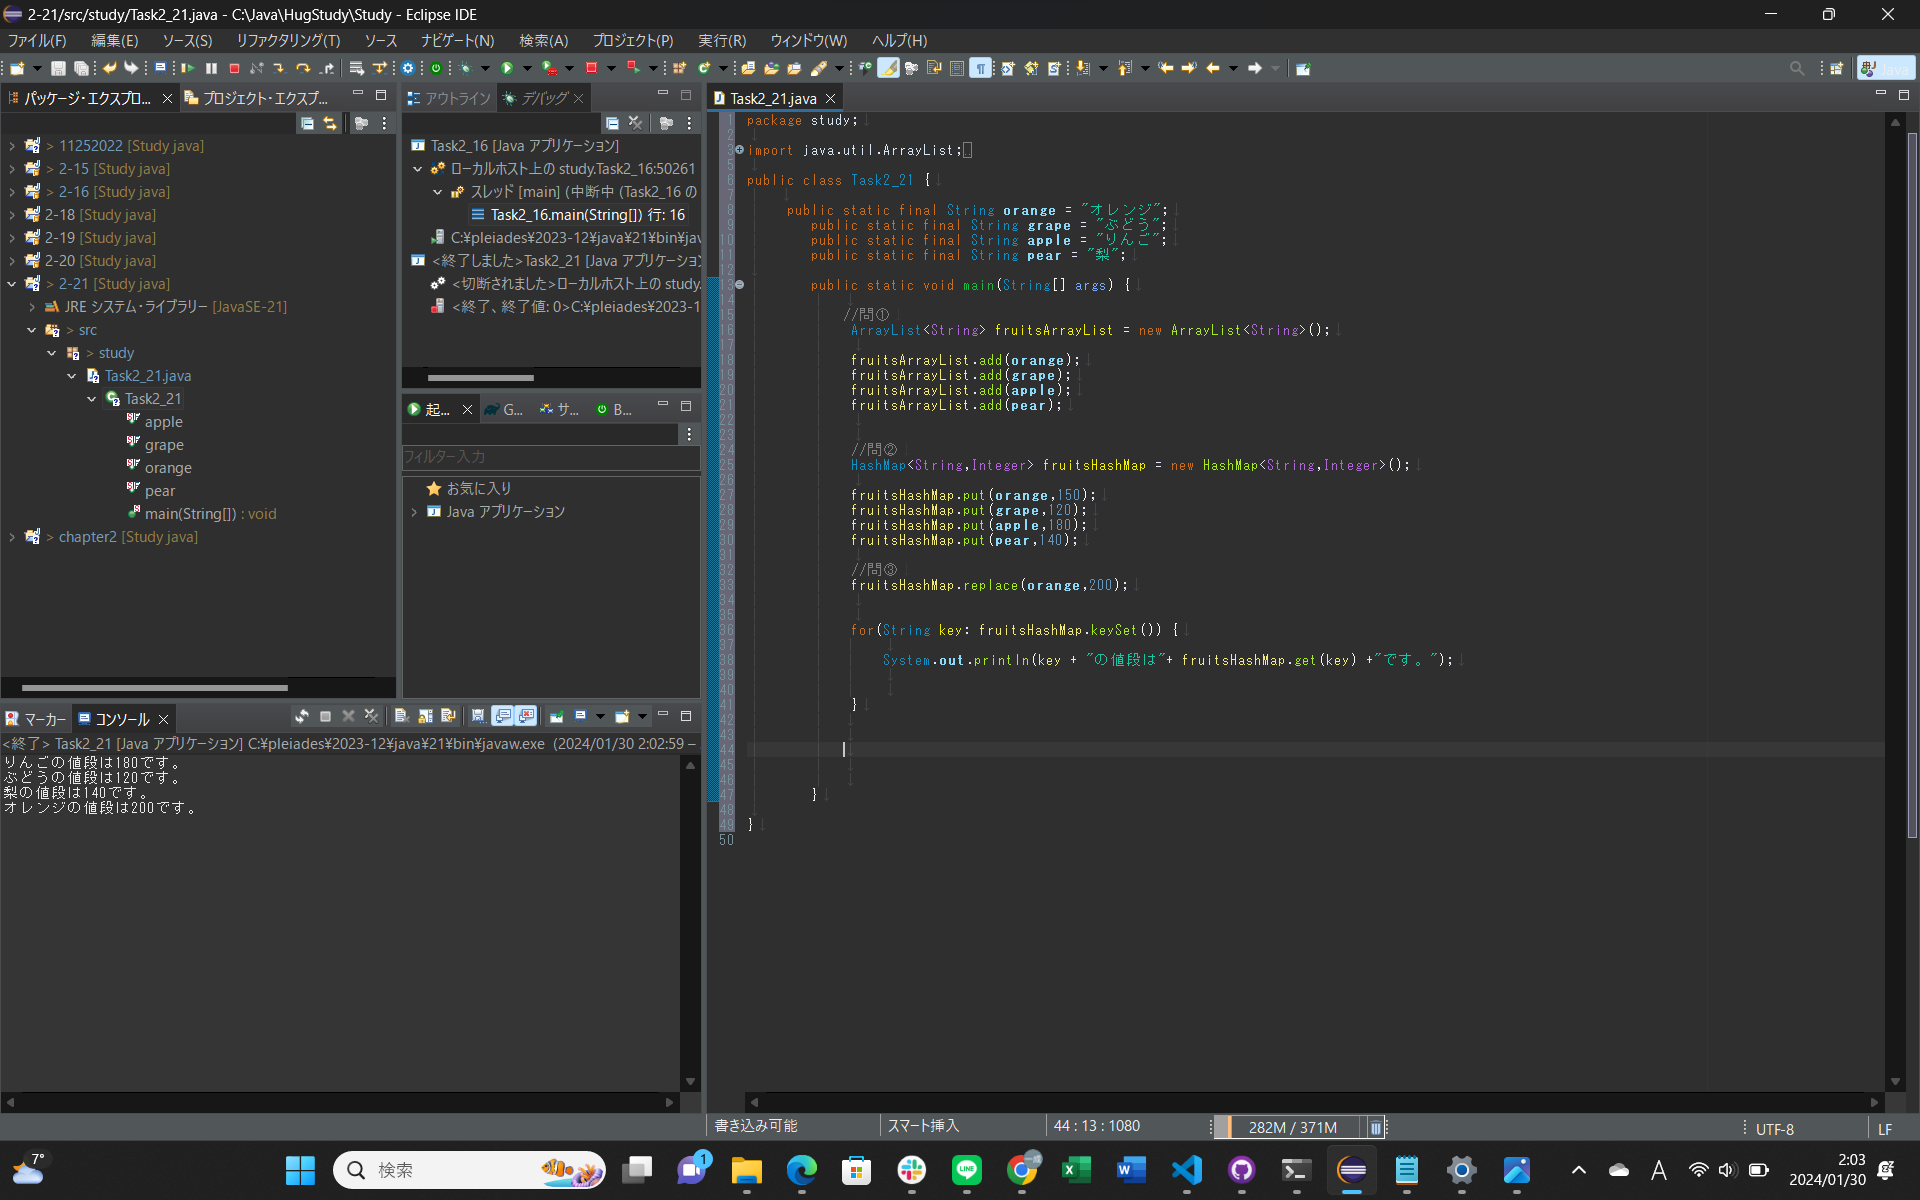 2-21/src/study/Task2_21.java - C:\Java\HugStudy\Study - Eclipse IDE
ファイル(F) 編集(E) ソース(S) リファクタリング(T) ソース ナビゲート(N) 検索(A) プロジェクト(P) 実行(R) ウィンドウ(W) ヘルプ(H)
Java
パッケージ・エクスプロ... プロジェクト・エクスプ...
> 11252022 [Study java]
> 2-15 [Study java]
> 2-16 [Study java]
2-18 [Study java]
2-19 [Study java]
2-20 [Study java]
> 2-21 [Study java]
JRE システム・ライブラリー [JavaSE-21]
> src
> study
Task2_21.java
Task2_21
apple
grape
orange
pear
main(String[]) : void
> chapter2 [Study java]
アウトライン デバッグ
Task2_16 [Java アプリケーション]
ローカルホスト上の study.Task2_16:50261
スレッド [main] (中断中 (Task2_16 の
Task2_16.main(String[]) 行: 16
C:¥pleiades¥2023-12¥java¥21¥bin¥jav
<終了しました>Task2_21 [Java アプリケーショ
<切断されました>ローカルホスト上の study.
<終了、終了値: 0>C:¥pleiades¥2023-1
起... G... サ... B...
フィルター入力
お気に入り
Java アプリケーション
Task2_21.java
1 package study;
2
3 import java.util.ArrayList;
5
6 public class Task2_21 {
7
8 public static final String orange = "オレンジ";
9 public static final String grape = "ぶどう";
10 public static final String apple = "りんご";
11 public static final String pear = "梨";
12
13 public static void main(String[] args) {
14
15 //問①
16 ArrayList<String> fruitsArrayList = new ArrayList<String>();
17
18 fruitsArrayList.add(orange);
19 fruitsArrayList.add(grape);
20 fruitsArrayList.add(apple);
21 fruitsArrayList.add(pear);
22
23
24 //問②
25 HashMap<String,Integer> fruitsHashMap = new HashMap<String,Integer>();
26
27 fruitsHashMap.put(orange,150);
28 fruitsHashMap.put(grape,120);
29 fruitsHashMap.put(apple,180);
30 fruitsHashMap.put(pear,140);
31
32 //問③
33 fruitsHashMap.replace(orange,200);
34
35
36 for(String key: fruitsHashMap.keySet()) {
37
38 System.out.println(key + "の値段は"+ fruitsHashMap.get(key) +"です。");
39
40
41 }
42
43
44
45
46
47 }
48
49 }
50
マーカー コンソール
<終了> Task2_21 [Java アプリケーション] C:¥pleiades¥2023-12¥java¥21¥bin¥javaw.exe (2024/01/30 2:02:59 –
りんごの値段は180です。
ぶどうの値段は120です。
梨の値段は140です。
オレンジの値段は200です。
書き込み可能 スマート挿入 44 : 13 : 1080 282M / 371M UTF-8 LF
7°
検索
1
LINE
A
2:03
2024/01/30